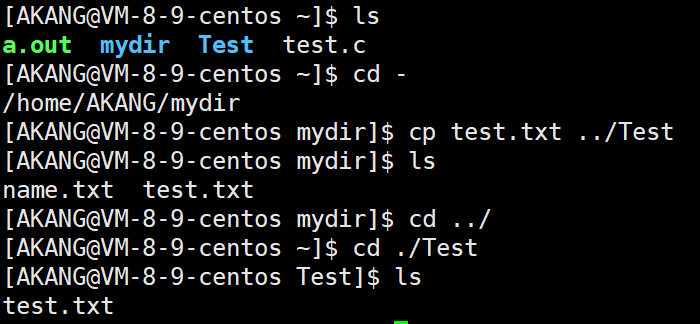 [AKANG@VM-8-9-centos ~]$ ls
a.out  mydir  Test  test.c
[AKANG@VM-8-9-centos ~]$ cd -
/home/AKANG/mydir
[AKANG@VM-8-9-centos mydir]$ cp test.txt ../Test
[AKANG@VM-8-9-centos mydir]$ ls
name.txt  test.txt
[AKANG@VM-8-9-centos mydir]$ cd ../
[AKANG@VM-8-9-centos ~]$ cd ./Test
[AKANG@VM-8-9-centos Test]$ ls
test.txt